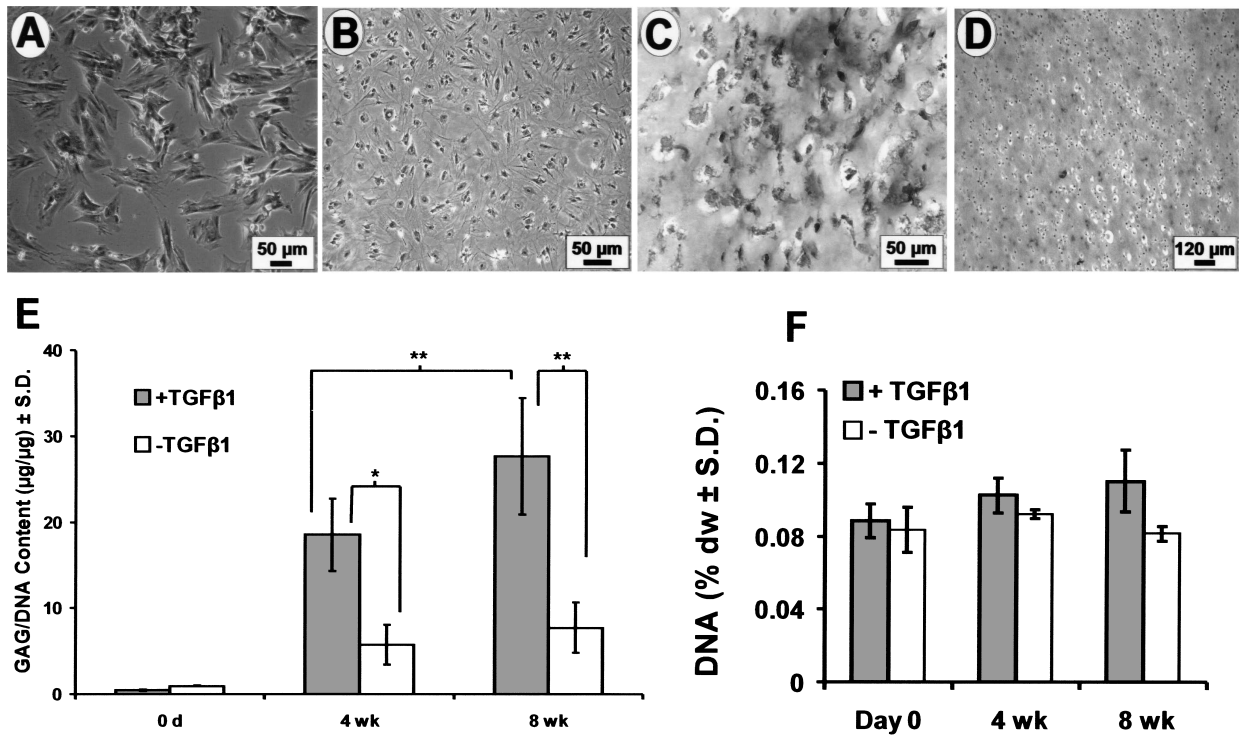 A
B
C
D
50 µm
50 µm
50 µm
120 µm
E
GAG/DNA Content (µg/µg) ± S.D.
40
30
20
10
0
+TGFβ1
-TGFβ1
**
**
*
0 d
4 wk
8 wk
F
DNA (% dw ± S.D.)
0.16
0.12
0.08
0.04
0
+ TGFβ1
- TGFβ1
Day 0
4 wk
8 wk